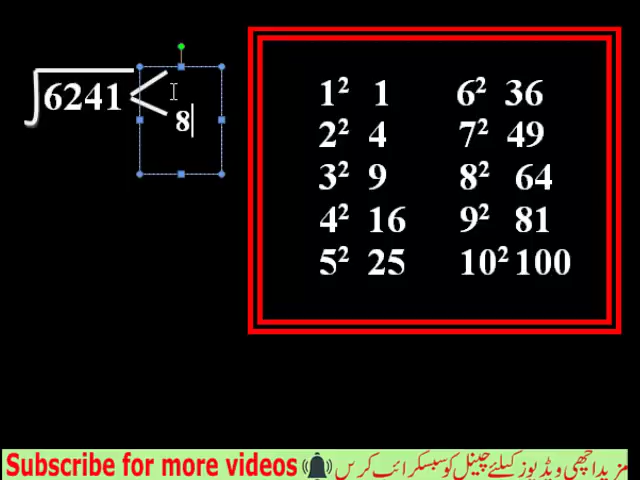 √6241 <
8
1² 1 6² 36
2² 4 7² 49
3² 9 8² 64
4² 16 9² 81
5² 25 10² 100
Subscribe for more videos مزید اچھی ویڈیوز کیلئے چینل کو سبسکرائب کریں